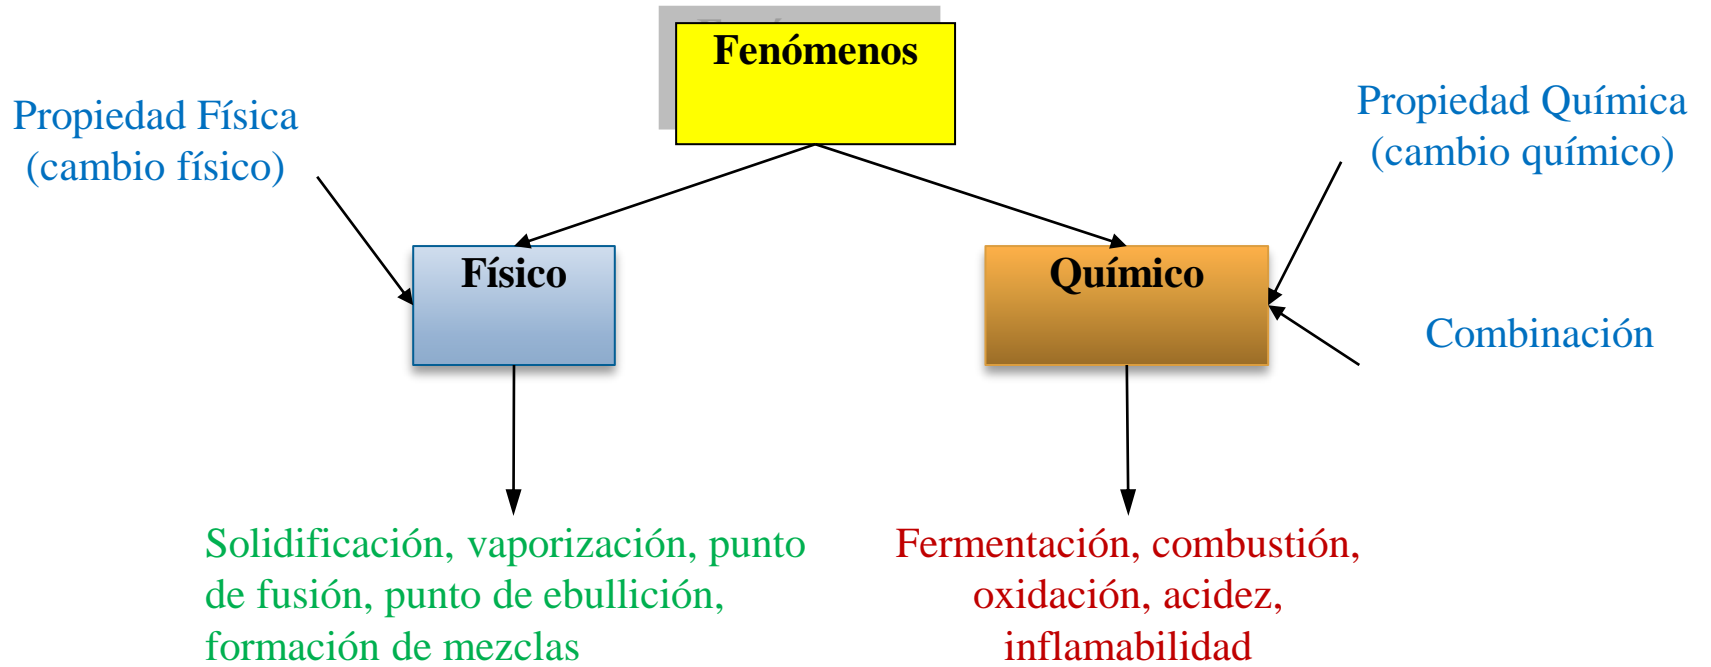 Fenómenos
Propiedad Física
(cambio físico)
Propiedad Química
(cambio químico)
Físico
Químico
Combinación
Solidificación, vaporización, punto
de fusión, punto de ebullición,
formación de mezclas
Fermentación, combustión,
oxidación, acidez,
inflamabilidad